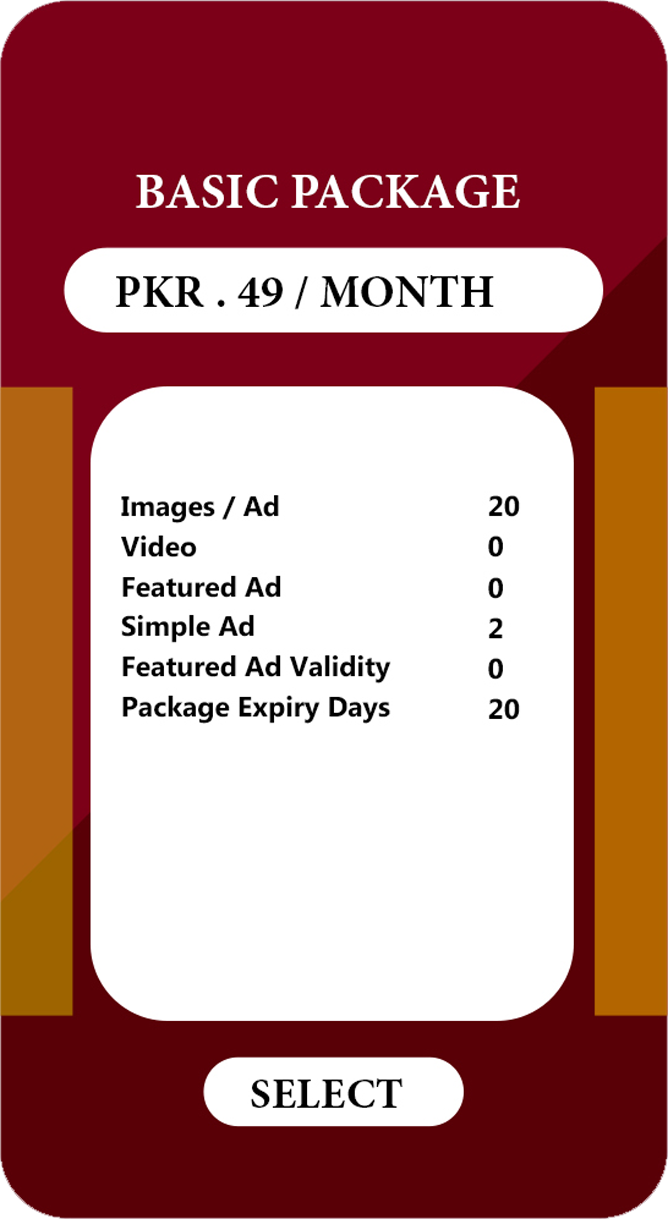 BASIC PACKAGE
PKR . 49 / MONTH
Images / Ad 20
Video 0
Featured Ad 0
Simple Ad 2
Featured Ad Validity 0
Package Expiry Days 20
SELECT